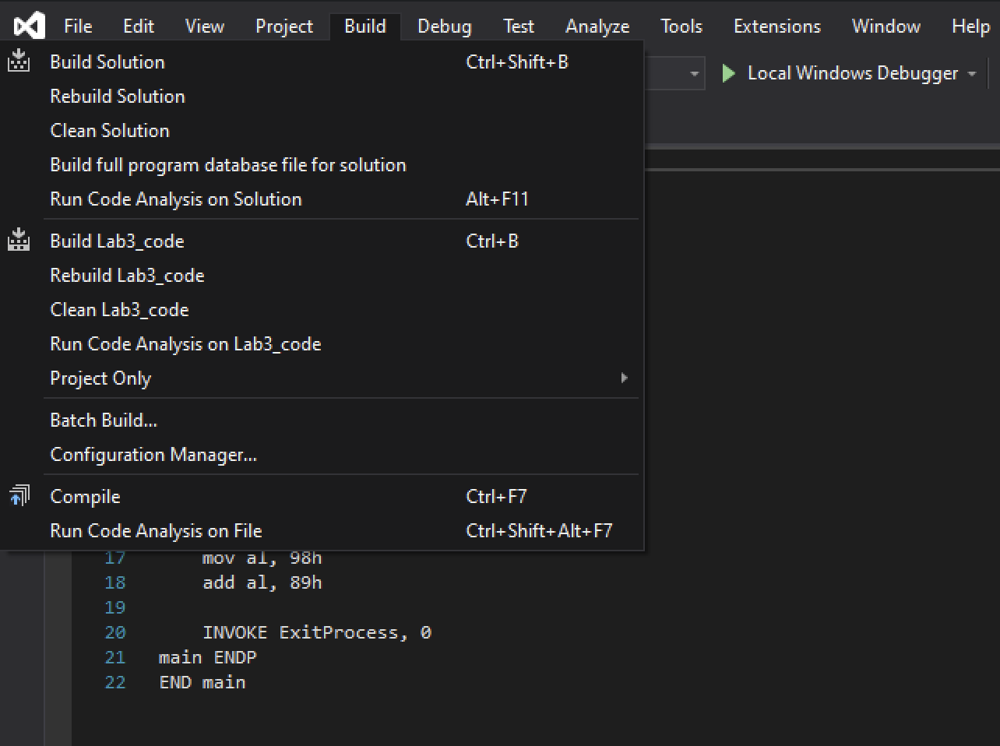 File Edit View Project Build Debug Test Analyze Tools Extensions Window Help
Build Solution Ctrl+Shift+B
Local Windows Debugger
Rebuild Solution
Clean Solution
Build full program database file for solution
Run Code Analysis on Solution Alt+F11
Build Lab3_code Ctrl+B
Rebuild Lab3_code
Clean Lab3_code
Run Code Analysis on Lab3_code
Project Only
Batch Build...
Configuration Manager...
Compile Ctrl+F7
Run Code Analysis on File Ctrl+Shift+Alt+F7
17 mov al, 98h
18 add al, 89h
19
20 INVOKE ExitProcess, 0
21 main ENDP
22 END main